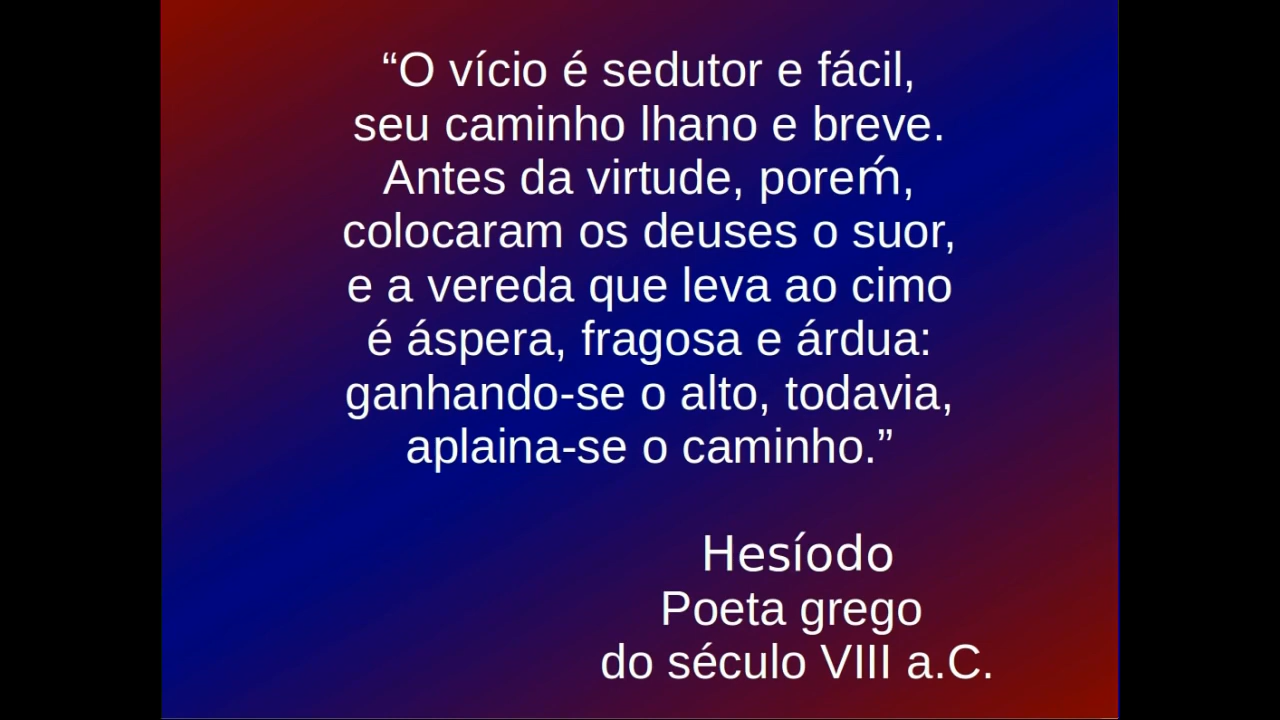 “O vício é sedutor e fácil,
seu caminho lhano e breve.
Antes da virtude, poreḿ,
colocaram os deuses o suor,
e a vereda que leva ao cimo
é áspera, fragosa e árdua:
ganhando-se o alto, todavia,
aplaina-se o caminho.”
Hesíodo
Poeta grego
do século VIII a.C.